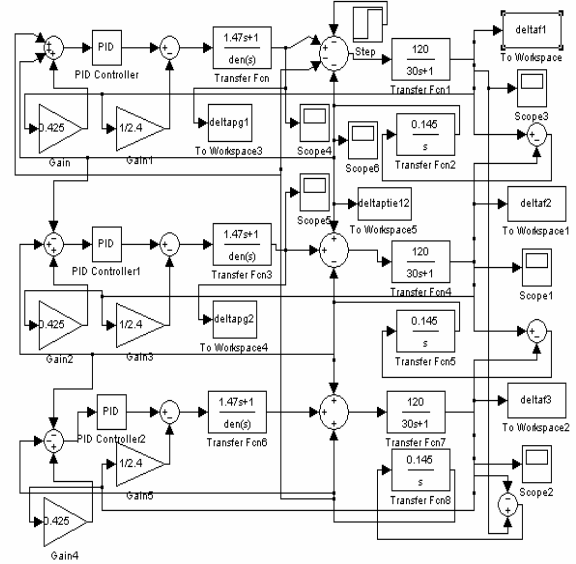 deltaf1
To Workspace
Step
PID
PID Controller
1.47s+1
den(s)
Transfer Fcn
120
30s+1
Transfer Fcn1
Scope3
0.425
Gain
1/2.4
Gain1
deltapg1
To Workspace3
Scope4
Scope6
0.145
s
Transfer Fcn2
Scope5
deltaptie12
To Workspace5
deltaf2
To Workspace1
PID
PID Controller1
1.47s+1
den(s)
Transfer Fcn3
120
30s+1
Transfer Fcn4
Scope1
0.425
Gain2
1/2.4
Gain3
deltapg2
To Workspace4
0.145
s
Transfer Fcn5
deltaf3
To Workspace2
PID
PID Controller2
1.47s+1
den(s)
Transfer Fcn6
120
30s+1
Transfer Fcn7
1/2.4
Gain5
0.145
s
Transfer Fcn8
Scope2
0.425
Gain4